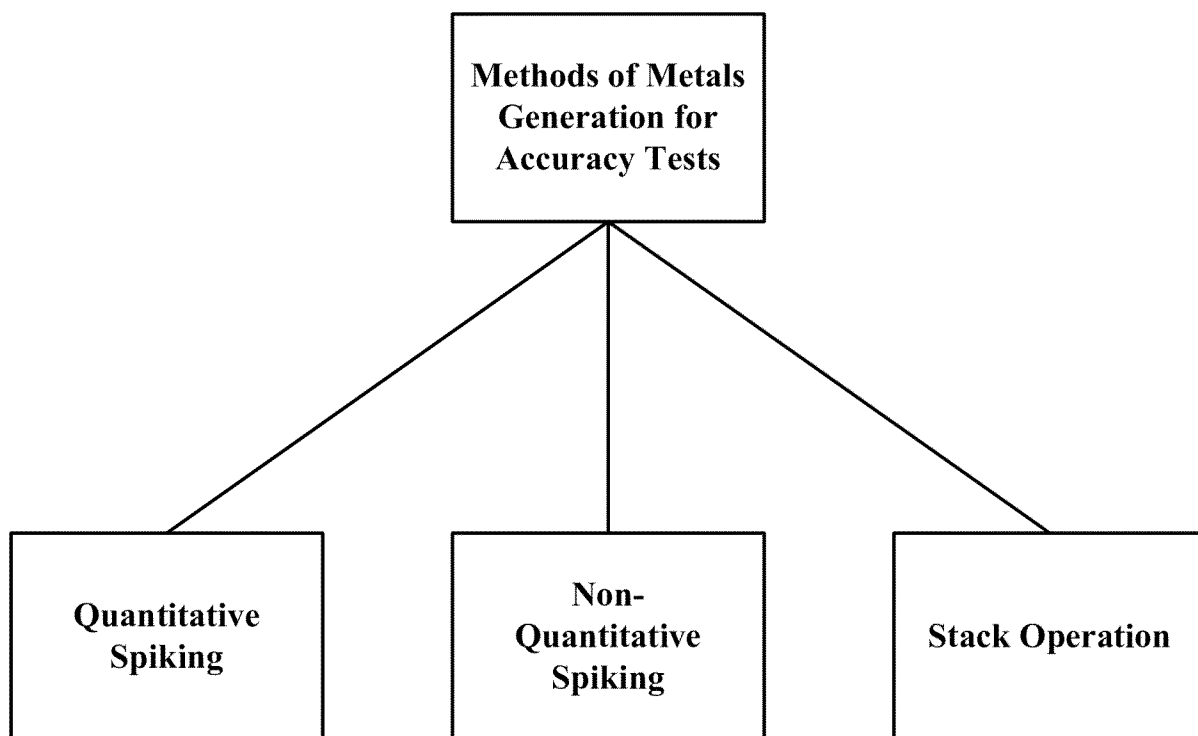 Methods of Metals
Generation for
Accuracy Tests
Quantitative
Spiking
Non-
Quantitative
Spiking
Stack Operation